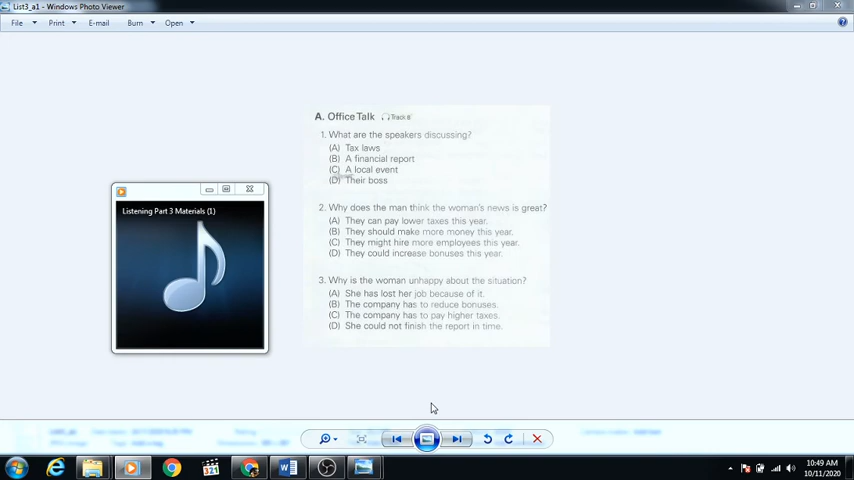 List3_a1 - Windows Photo Viewer
File Print E-mail Burn Open
A. Office Talk Track 8
1. What are the speakers discussing?
(A) Tax laws
(B) A financial report
(C) A local event
(D) Their boss
Listening Part 3 Materials (1)
2. Why does the man think the woman's news is great?
(A) They can pay lower taxes this year.
(B) They should make more money this year.
(C) They might hire more employees this year.
(D) They could increase bonuses this year.
3. Why is the woman unhappy about the situation?
(A) She has lost her job because of it.
(B) The company has to reduce bonuses.
(C) The company has to pay higher taxes.
(D) She could not finish the report in time.
321
10:49 AM
10/11/2020